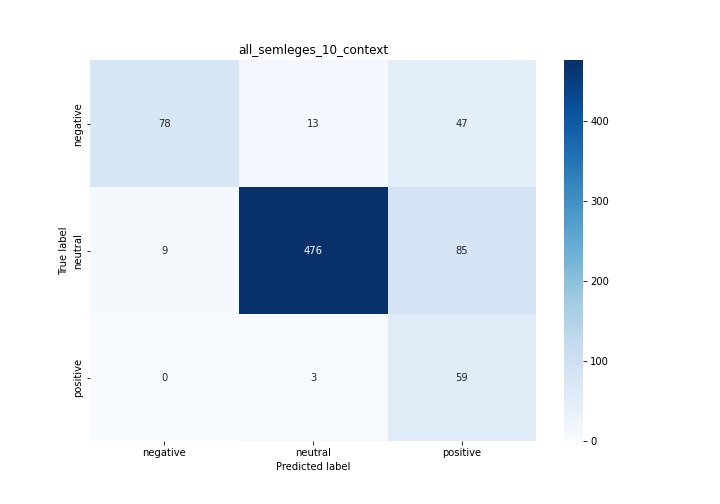 all_semleges_10_context
negative
78
13
47
400
300
True label
neutral
9
476
85
200
100
positive
0
3
59
0
negative
neutral
positive
Predicted label